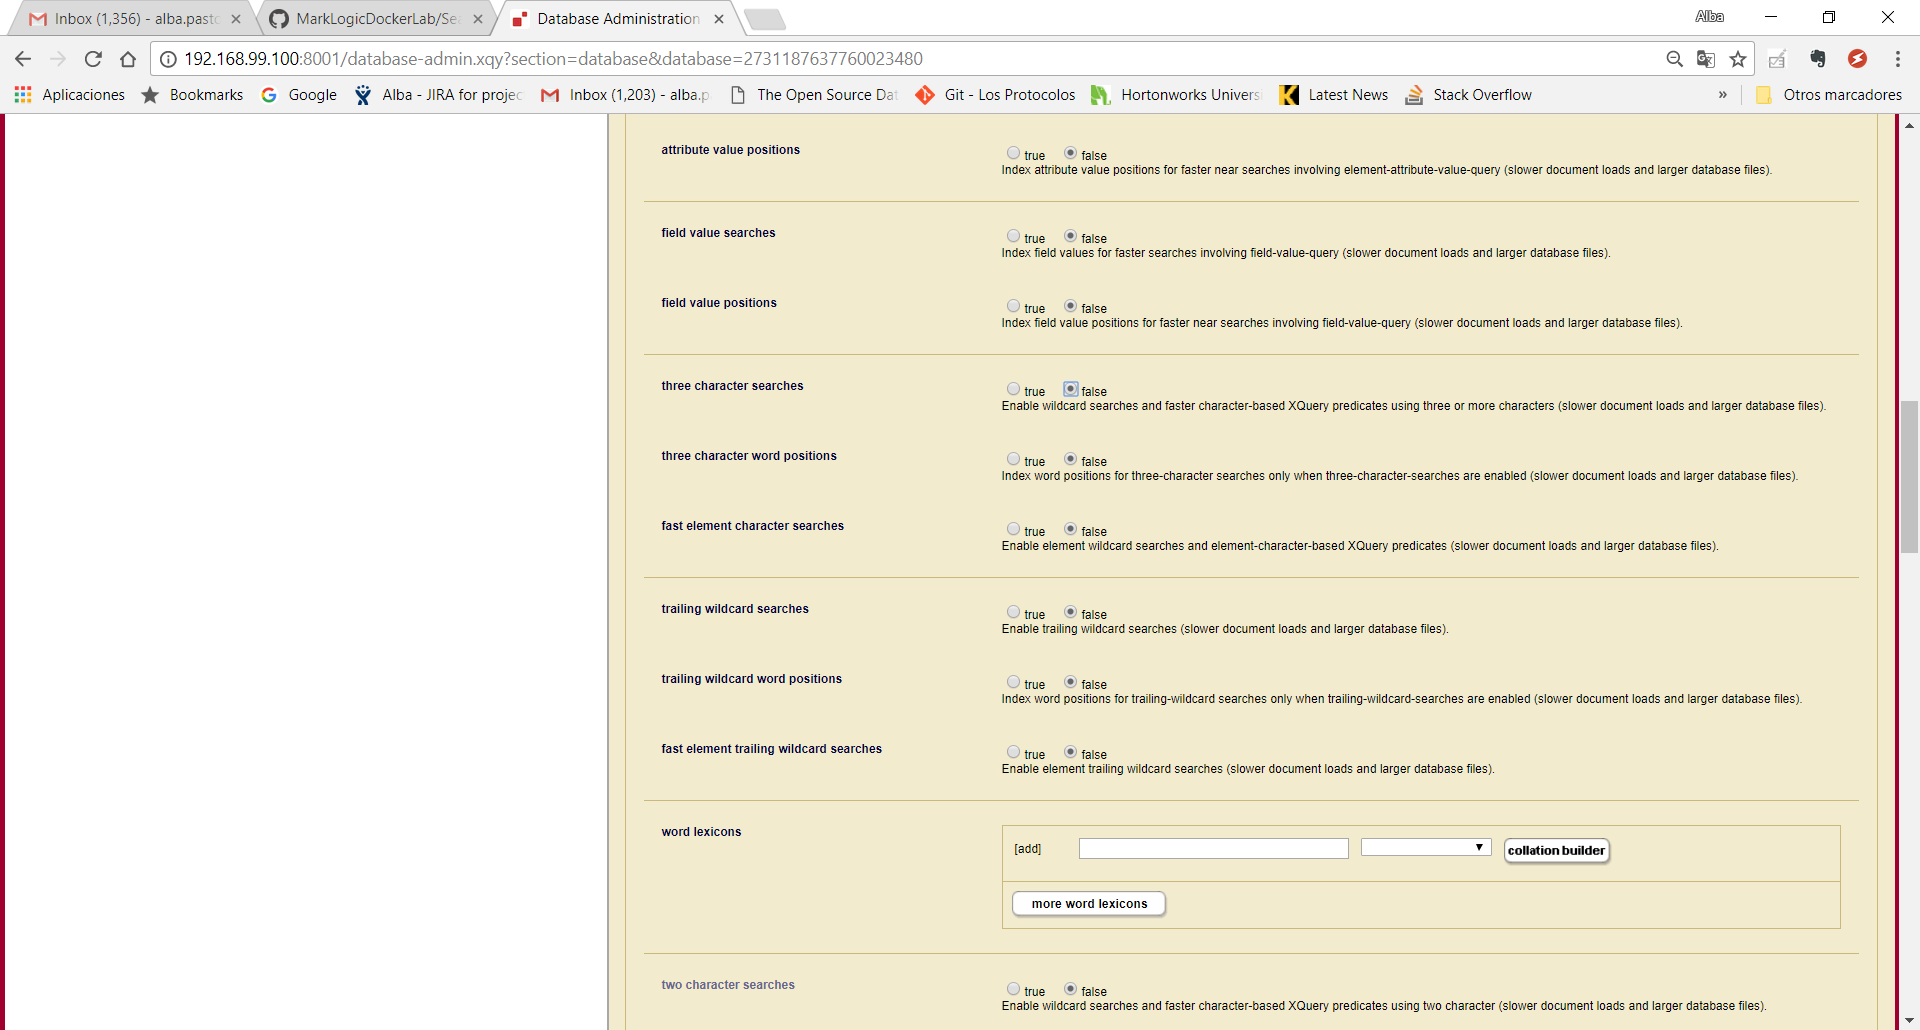 Inbox (1,356) - alba.pasto
MarkLogicDockerLab/Se
Database Administration
Alba
192.168.99.100:8001/database-admin.xqy?section=database&database=2731187637760023480
Aplicaciones
Bookmarks
Google
Alba - JIRA for projec
Inbox (1,203) - alba.p
The Open Source Dat
Git - Los Protocolos
Hortonworks Universi
Latest News
Stack Overflow
»
Otros marcadores
attribute value positions
true false
Index attribute value positions for faster near searches involving element-attribute-value-query (slower document loads and larger database files).
field value searches
true false
Index field values for faster searches involving field-value-query (slower document loads and larger database files).
field value positions
true false
Index field value positions for faster near searches involving field-value-query (slower document loads and larger database files).
three character searches
true false
Enable wildcard searches and faster character-based XQuery predicates using three or more characters (slower document loads and larger database files).
three character word positions
true false
Index word positions for three-character searches only when three-character-searches are enabled (slower document loads and larger database files).
fast element character searches
true false
Enable element wildcard searches and element-character-based XQuery predicates (slower document loads and larger database files).
trailing wildcard searches
true false
Enable trailing wildcard searches (slower document loads and larger database files).
trailing wildcard word positions
true false
Index word positions for trailing-wildcard searches only when trailing-wildcard-searches are enabled (slower document loads and larger database files).
fast element trailing wildcard searches
true false
Enable element trailing wildcard searches (slower document loads and larger database files).
word lexicons
[add]
collation builder
more word lexicons
two character searches
true false
Enable wildcard searches and faster character-based XQuery predicates using two character (slower document loads and larger database files).